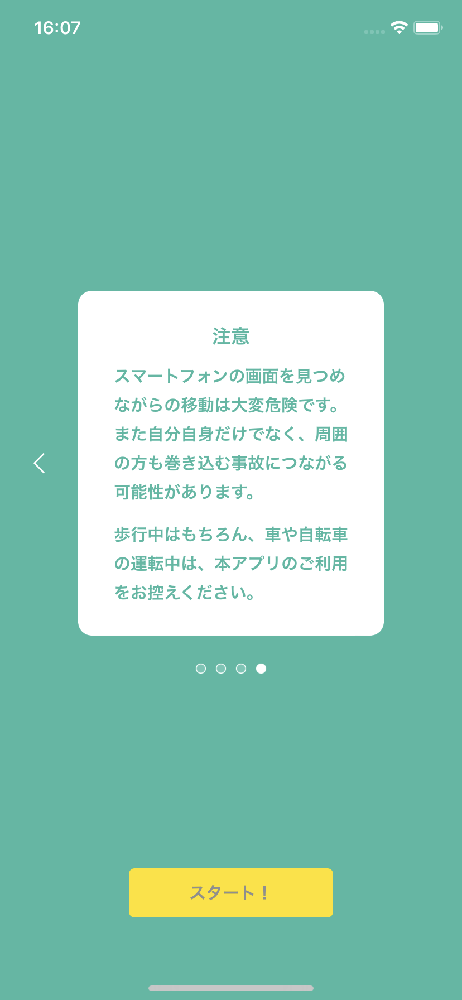 16:07
注意
スマートフォンの画面を見つめ
ながらの移動は大変危険です。
また自分自身だけでなく、周囲
の方も巻き込む事故につながる
可能性があります。
歩行中はもちろん、車や自転車
の運転中は、本アプリのご利用
をお控えください。
スタート！